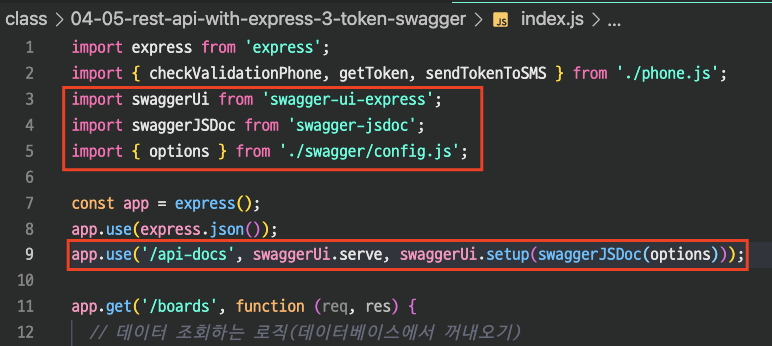 class > 04-05-rest-api-with-express-3-token-swagger > JS index.js > ...
1 import express from 'express';
2 import { checkValidationPhone, getToken, sendTokenToSMS } from './phone.js';
3 import swaggerUi from 'swagger-ui-express';
4 import swaggerJSDoc from 'swagger-jsdoc';
5 import { options } from './swagger/config.js';
6
7 const app = express();
8 app.use(express.json());
9 app.use('/api-docs', swaggerUi.serve, swaggerUi.setup(swaggerJSDoc(options)));
10
11 app.get('/boards', function (req, res) {
12 // 데이터 조회하는 로직(데이터베이스에서 꺼내오기)